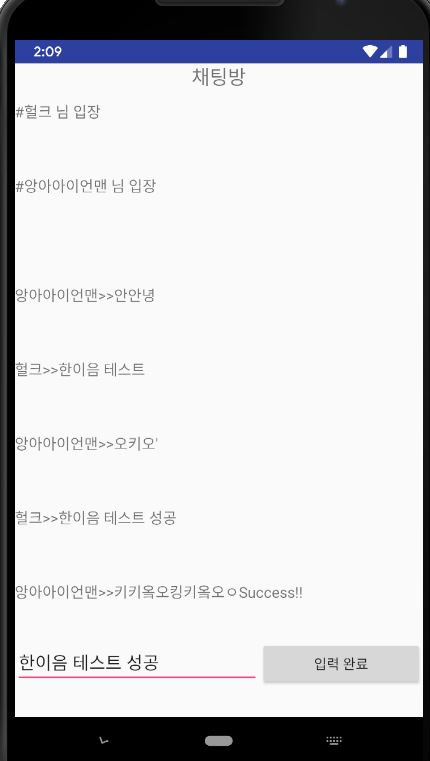 2:09
채팅방
#헐크 님 입장
#앙아아이언맨 님 입장
앙아아이언맨>>안안녕
헐크>>한이음 테스트
앙아아이언맨>>오키오'
헐크>>한이음 테스트 성공
앙아아이언맨>>키키옥오킹키옥오ㅇSuccess!!
한이음 테스트 성공
입력 완료